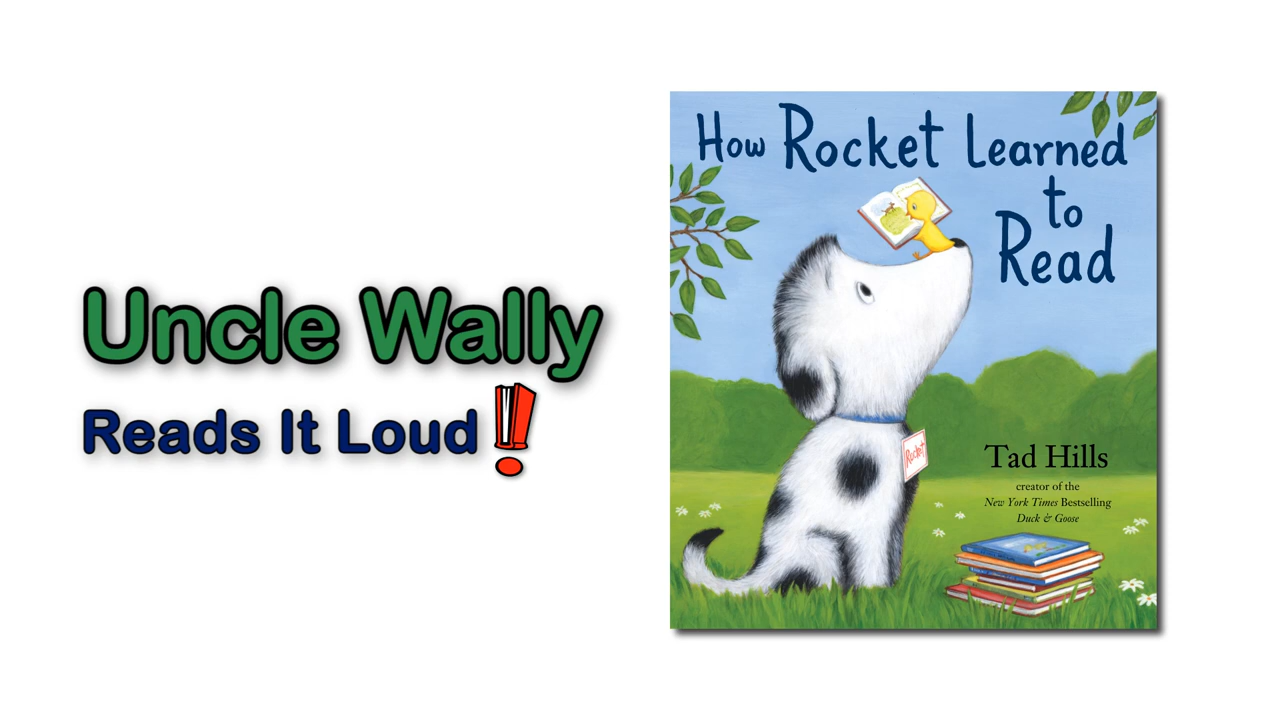 Uncle Wally
Reads It Loud!
How Rocket Learned
to
Read
Rocket
Tad Hills
creator of the
New York Times Bestselling
Duck & Goose